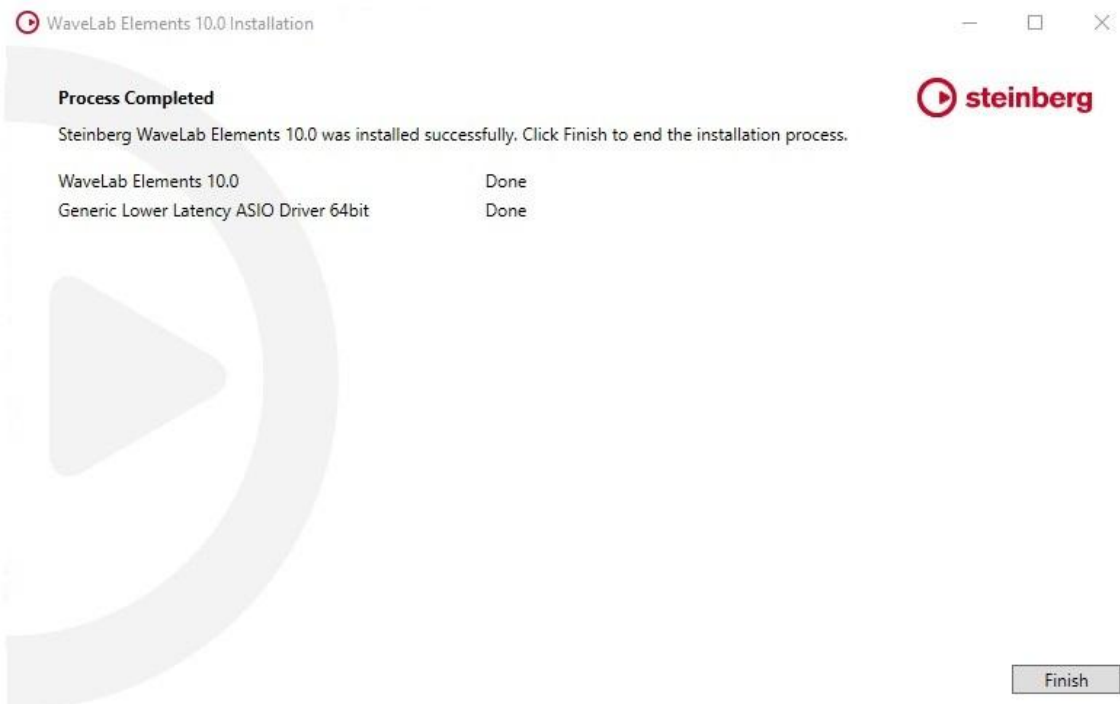 WaveLab Elements 10.0 Installation
steinberg
Process Completed
Steinberg WaveLab Elements 10.0 was installed successfully. Click Finish to end the installation process.
WaveLab Elements 10.0 Done
Generic Lower Latency ASIO Driver 64bit Done
Finish